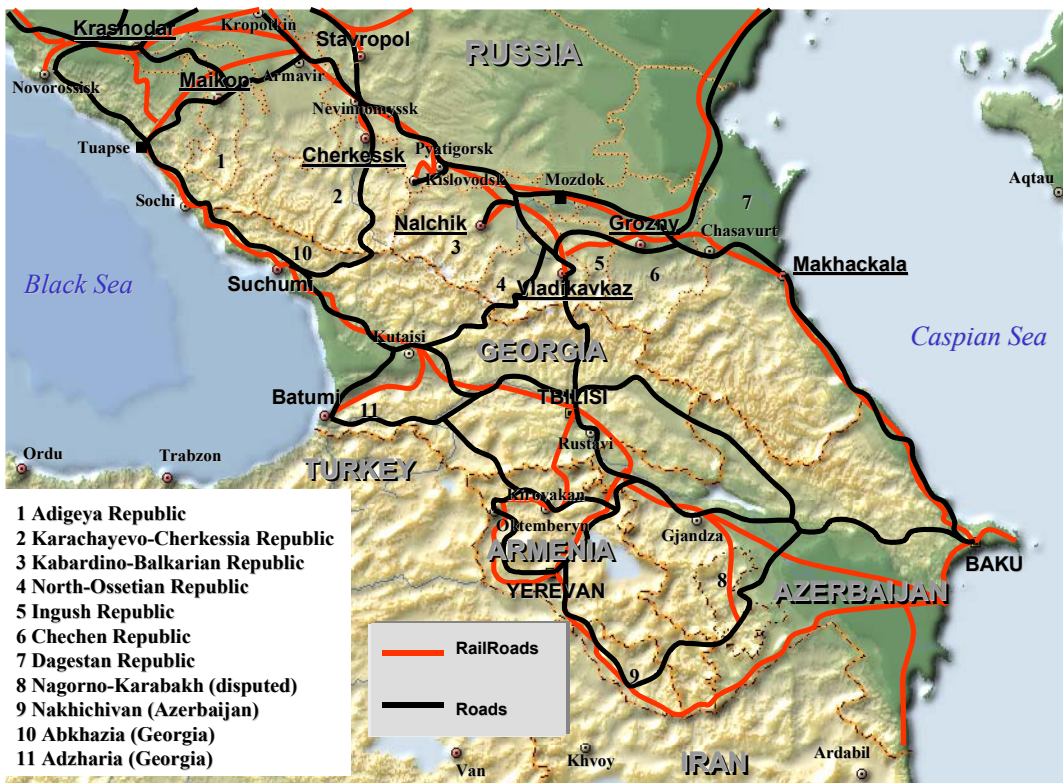 Krasnodar
Kropotkin
Stavropol
RUSSIA
Novorossisk
Maikop
Armavir
Nevinnomyssk
Tuapse
1
Cherkessk
Pyatigorsk
2
Kislovodsk
Mozdok
Aqtau
Sochi
7
Nalchik
Grozny
Chasavurt
3
10
5
6
Makhackala
Black Sea
Suchumi
4
Vladikavkaz
Caspian Sea
Kutaisi
GEORGIA
Batumi
11
TBILISI
Rustavi
Ordu
Trabzon
TURKEY
Kirovakan
Oktemberyn
Gjandza
ARMENIA
BAKU
YEREVAN
8
AZERBAIJAN
9
1 Adigeya Republic
2 Karachayevo-Cherkessia Republic
3 Kabardino-Balkarian Republic
4 North-Ossetian Republic
5 Ingush Republic
6 Chechen Republic
7 Dagestan Republic
8 Nagorno-Karabakh (disputed)
9 Nakhichivan (Azerbaijan)
10 Abkhazia (Georgia)
11 Adzharia (Georgia)
RailRoads
Roads
Van
Khvoy
IRAN
Ardabil